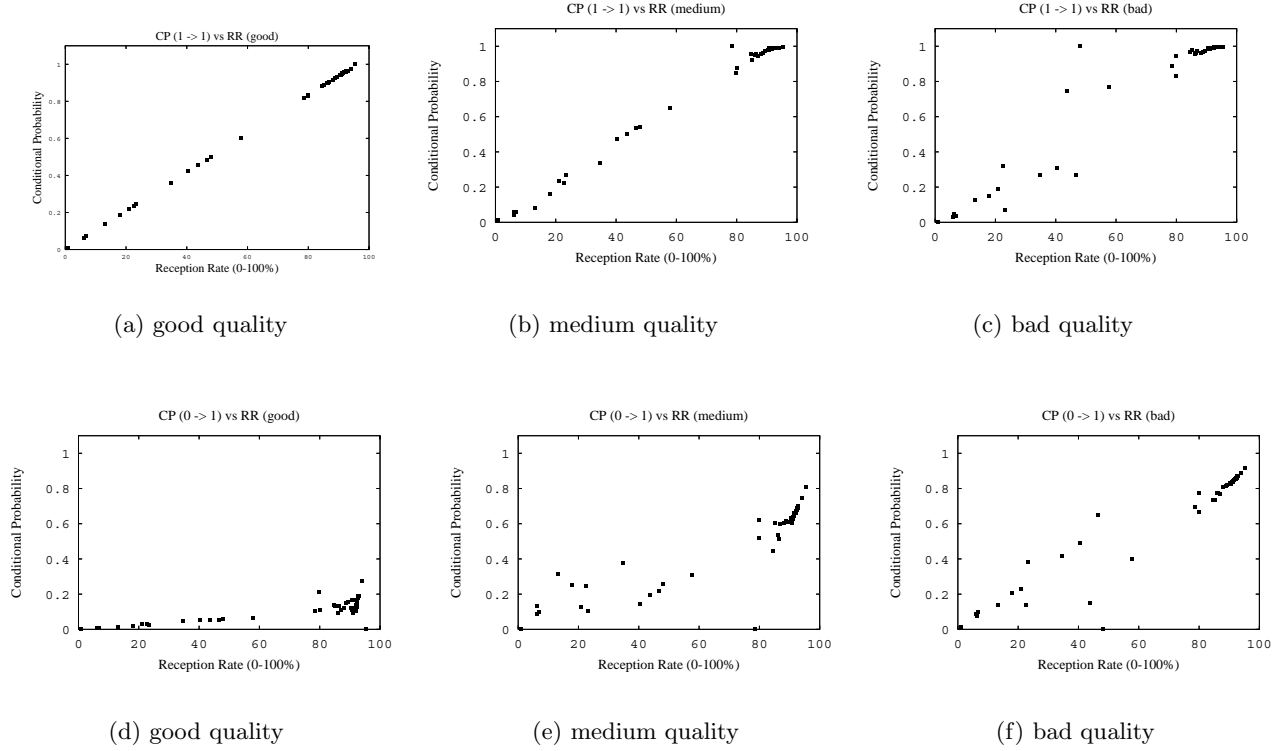 CP (1 -> 1) vs RR (good)
Conditional Probability
1
0.8
0.6
0.4
0.2
0
0 20 40 60 80 100
Reception Rate (0-100%)
(a) good quality
CP (1 -> 1) vs RR (medium)
Conditional Probability
1
0.8
0.6
0.4
0.2
0
0 20 40 60 80 100
Reception Rate (0-100%)
(b) medium quality
CP (1 -> 1) vs RR (bad)
Conditional Probability
1
0.8
0.6
0.4
0.2
0
0 20 40 60 80 100
Reception Rate (0-100%)
(c) bad quality
CP (0 -> 1) vs RR (good)
Conditional Probability
1
0.8
0.6
0.4
0.2
0
0 20 40 60 80 100
Reception Rate (0-100%)
(d) good quality
CP (0 -> 1) vs RR (medium)
Conditional Probability
1
0.8
0.6
0.4
0.2
0
0 20 40 60 80 100
Reception Rate (0-100%)
(e) medium quality
CP (0 -> 1) vs RR (bad)
Conditional Probability
1
0.8
0.6
0.4
0.2
0
0 20 40 60 80 100
Reception Rate (0-100%)
(f) bad quality